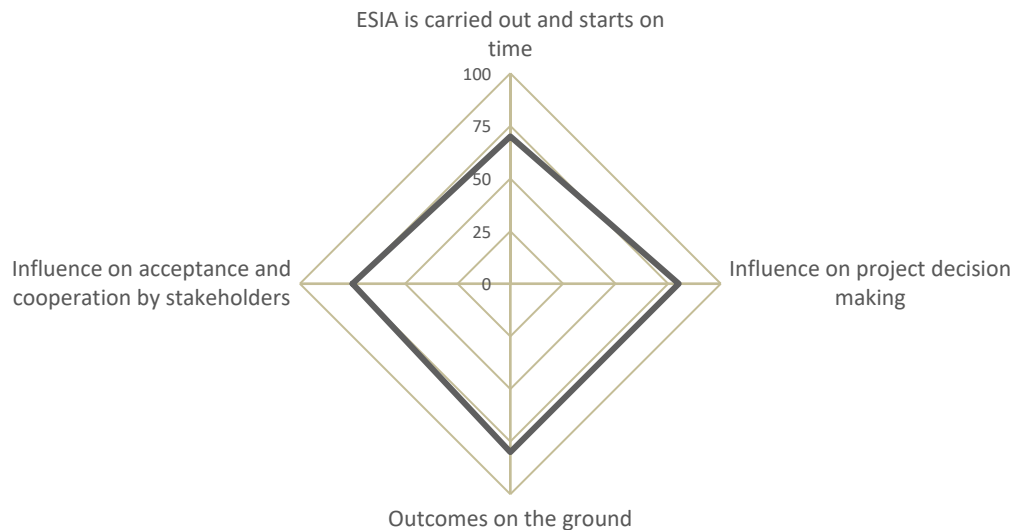 ESIA is carried out and starts on
time
100
75
50
25
0
Influence on acceptance and
cooperation by stakeholders
Influence on project decision
making
Outcomes on the ground